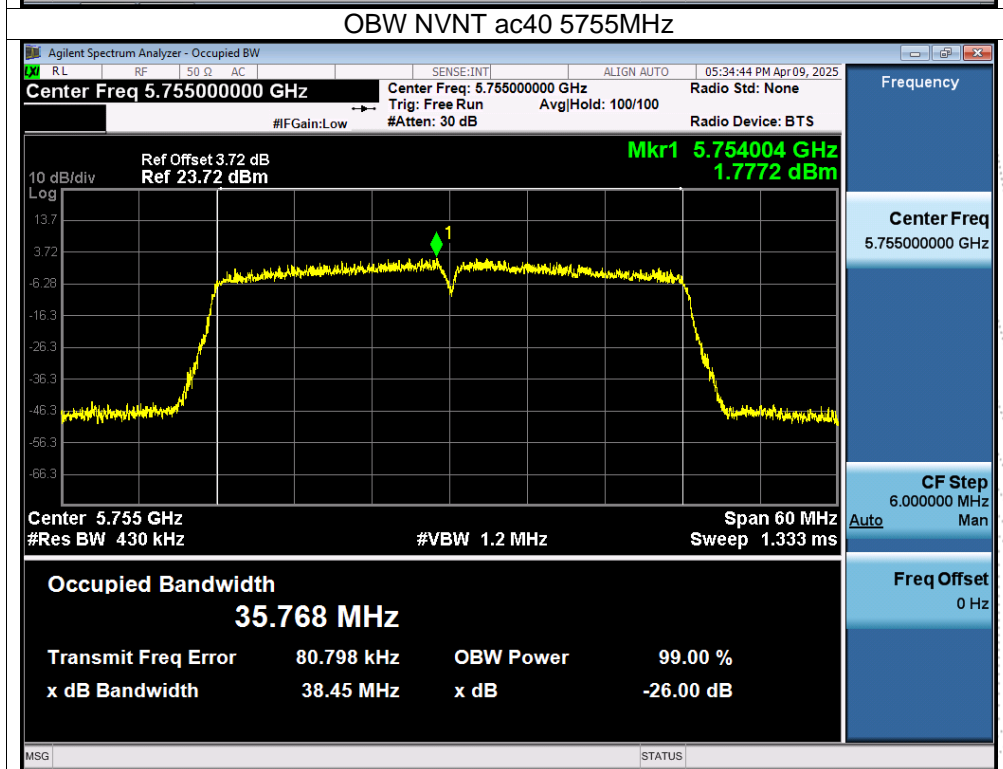 OBW NVNT ac40 5755MHz
Agilent Spectrum Analyzer - Occupied BW
LXI RL RF 50 Ω AC SENSE:INT ALIGN AUTO 05:34:44 PM Apr 09, 2025
Center Freq 5.755000000 GHz
Center Freq: 5.755000000 GHz Radio Std: None
Trig: Free Run Avg|Hold: 100/100
#IFGain:Low #Atten: 30 dB Radio Device: BTS
Mkr1 5.754004 GHz
1.7772 dBm
Ref Offset 3.72 dB
10 dB/div Ref 23.72 dBm
Log
13.7
3.72
-6.28
-16.3
-26.3
-36.3
-46.3
-56.3
-66.3
1
Center 5.755 GHz Span 60 MHz
#Res BW 430 kHz #VBW 1.2 MHz Sweep 1.333 ms
Occupied Bandwidth
35.768 MHz
Transmit Freq Error 80.798 kHz OBW Power 99.00 %
x dB Bandwidth 38.45 MHz x dB -26.00 dB
MSG STATUS
Frequency
Center Freq
5.755000000 GHz
CF Step
6.000000 MHz
Auto Man
Freq Offset
0 Hz